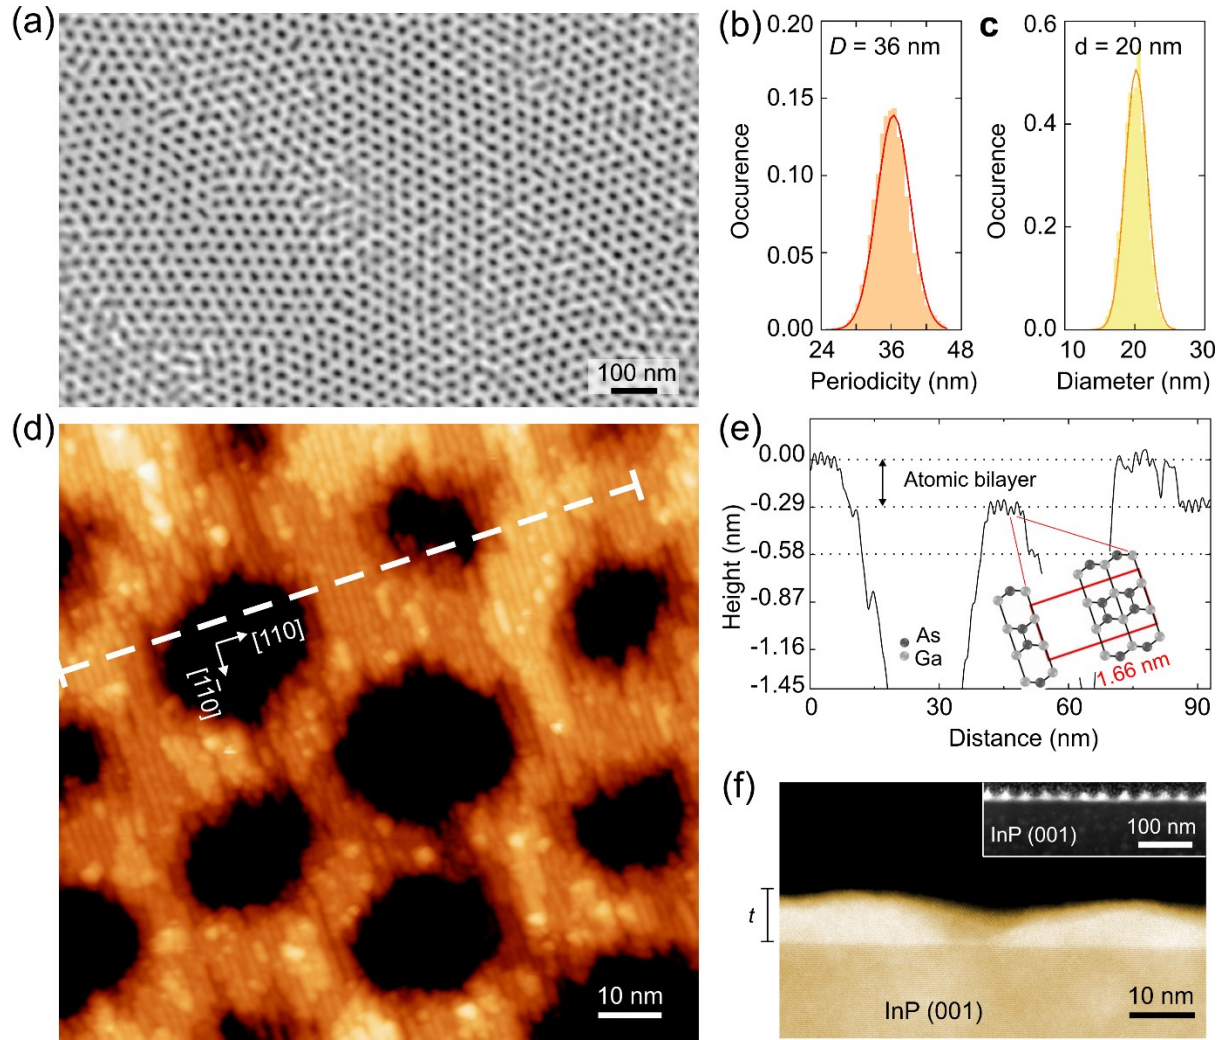 (a)
100 nm
(b)
D = 36 nm
0.20
0.15
0.10
0.05
0.00
Occurence
24 36 48
Periodicity (nm)
c
d = 20 nm
0.6
0.4
0.2
0.0
Occurence
10 20 30
Diameter (nm)
(d)
[110]
[1̄10]
10 nm
(e)
0.00
-0.29
-0.58
-0.87
-1.16
-1.45
Height (nm)
Atomic bilayer
As
Ga
1.66 nm
0 30 60 90
Distance (nm)
(f)
InP (001)
100 nm
t
InP (001)
10 nm